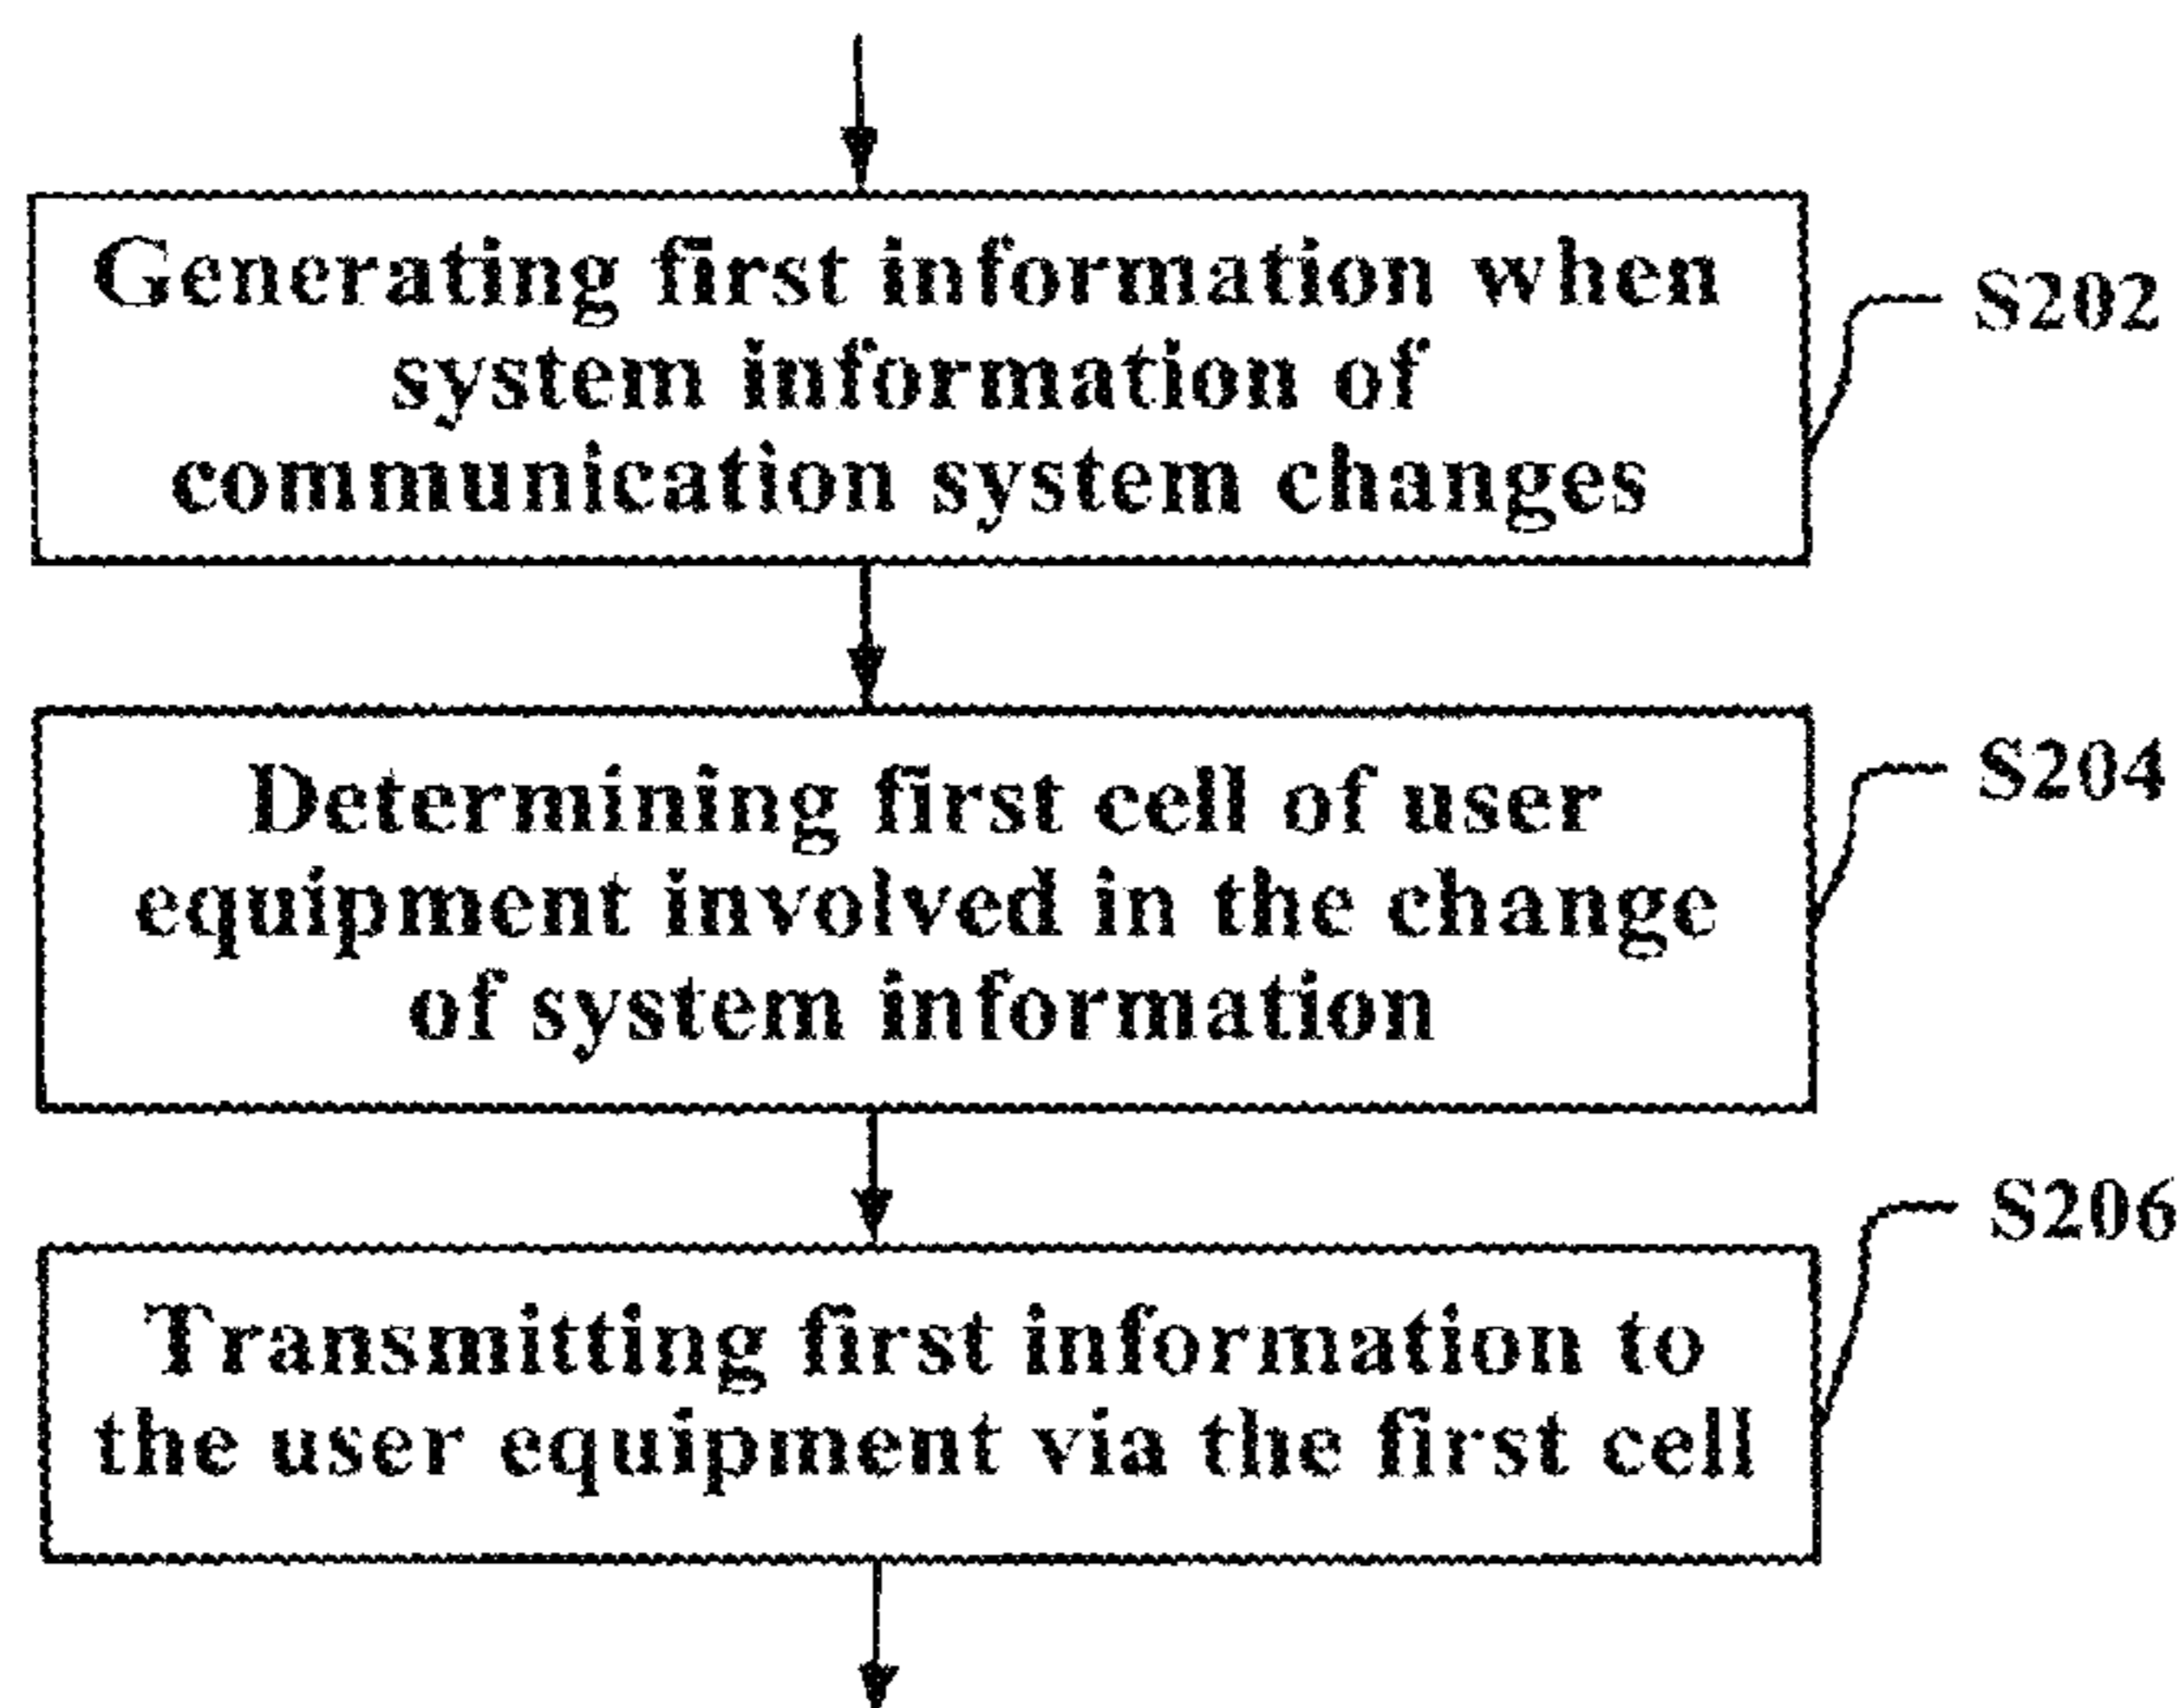 Generating first information when
system information of
communication system changes
S202
Determining first cell of user
equipment involved in the change
of system information
S204
Transmitting first information to
the user equipment via the first cell
S206